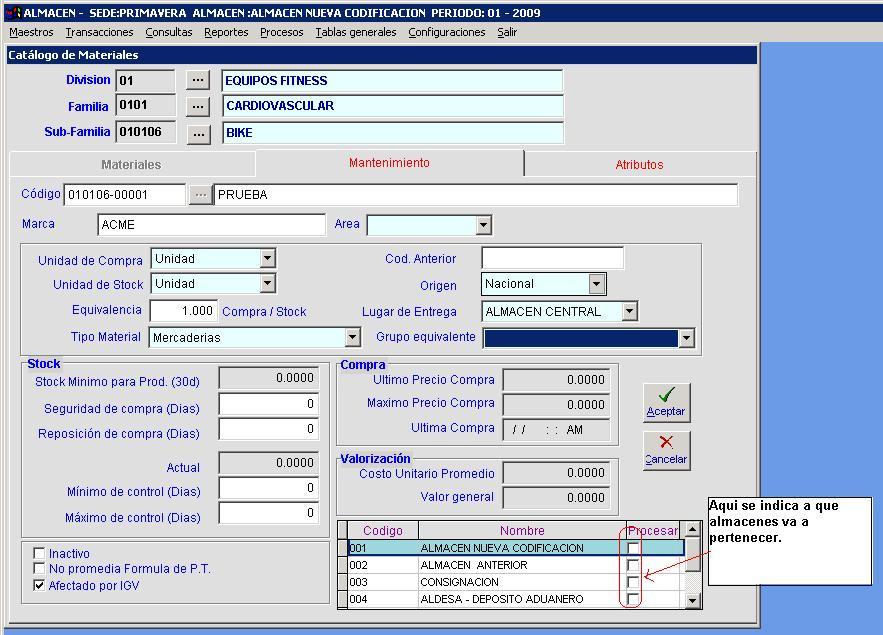 ALMACEN - SEDE:PRIMAVERA ALMACEN :ALMACEN NUEVA CODIFICACION PERIODO: 01 - 2009
Maestros Transacciones Consultas Reportes Procesos Tablas generales Configuraciones Salir
Catálogo de Materiales
Division 01 ... EQUIPOS FITNESS
Familia 0101 ... CARDIOVASCULAR
Sub-Familia 010106 ... BIKE
Materiales Mantenimiento Atributos
Código 010106-00001 ... PRUEBA
Marca ACME Area
Unidad de Compra Unidad Cod. Anterior
Unidad de Stock Unidad Origen Nacional
Equivalencia 1.000 Compra / Stock Lugar de Entrega ALMACEN CENTRAL
Tipo Material Mercaderias Grupo equivalente
Stock
Stock Minimo para Prod. (30d) 0.0000
Seguridad de compra (Dias) 0
Reposición de compra (Dias) 0
Actual 0.0000
Mínimo de control (Dias) 0
Máximo de control (Dias) 0
Inactivo
No promedia Formula de P.T.
Afectado por IGV
Compra
Ultimo Precio Compra 0.0000
Maximo Precio Compra 0.0000
Ultima Compra / / : : AM
Valorización
Costo Unitario Promedio 0.0000
Valor general 0.0000
Aceptar
Cancelar
Codigo Nombre Procesar
001 ALMACEN NUEVA CODIFICACION
002 ALMACEN ANTERIOR
003 CONSIGNACION
004 ALDESA - DEPOSITO ADUANERO
Aqui se indica a que
almacenes va a
pertenecer.